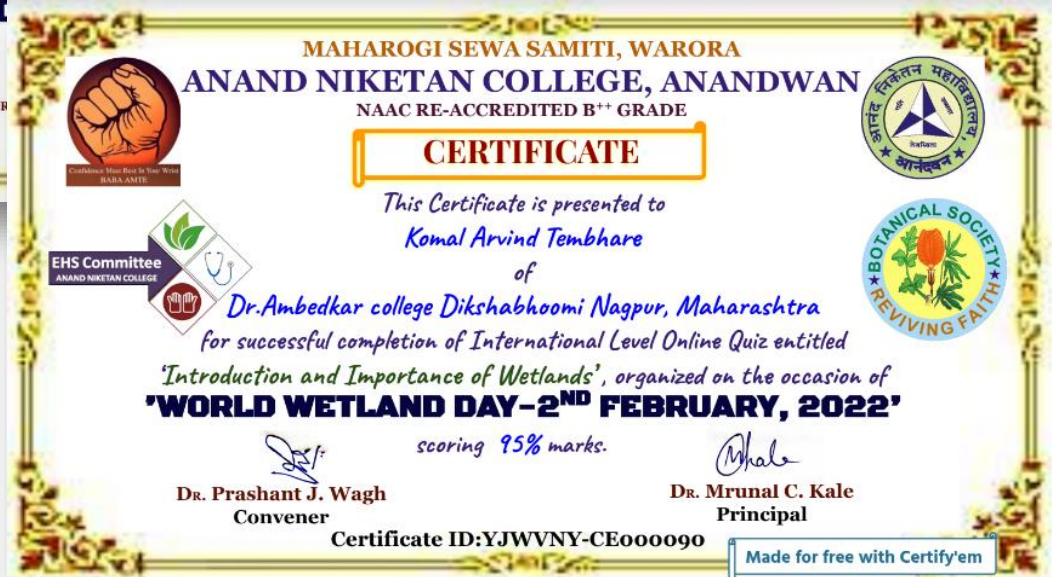 MAHAROGI SEWA SAMITI, WARORA
ANAND NIKETAN COLLEGE, ANANDWAN
NAAC RE-ACCREDITED B++ GRADE
Confidence Must Rest In Your Wrist
BABA AMTE
आनंद निकेतन महाविद्यालय,
आनंदवन
CERTIFICATE
This Certificate is presented to
Komal Arvind Tembhare
of
EHS Committee
ANAND NIKETAN COLLEGE
BOTANICAL SOCIETY
REVIVING FAITH
Dr.Ambedkar college Dikshabhoomi Nagpur, Maharashtra
for successful completion of International Level Online Quiz entitled
‘Introduction and Importance of Wetlands’, organized on the occasion of
'WORLD WETLAND DAY-2ND FEBRUARY, 2022'
scoring 95% marks.
DR. Prashant J. Wagh
Convener
DR. Mrunal C. Kale
Principal
Certificate ID:YJWVNY-CE000090
Made for free with Certify'em